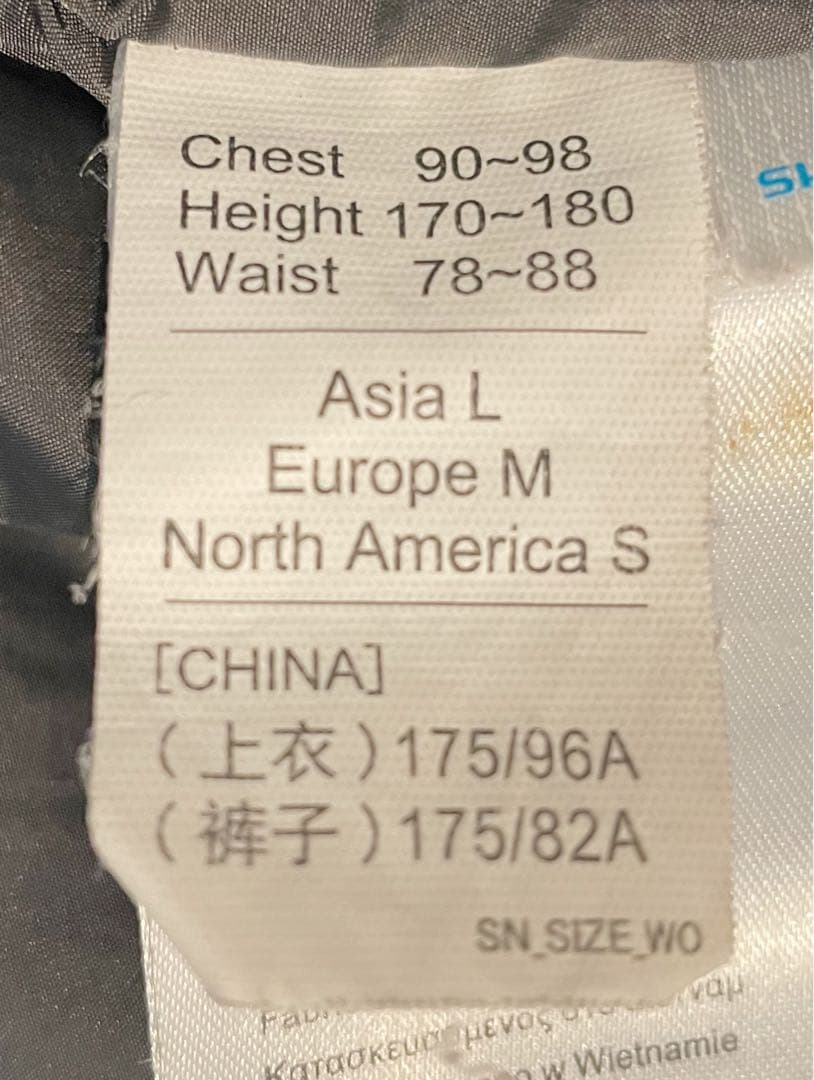 Chest 90~98
Height 170~180
Waist 78~88
Asia L
Europe M
North America S
[CHINA]
(上衣)175/96A
(裤子)175/82A
SN_SIZE_WO
w Wietnamie